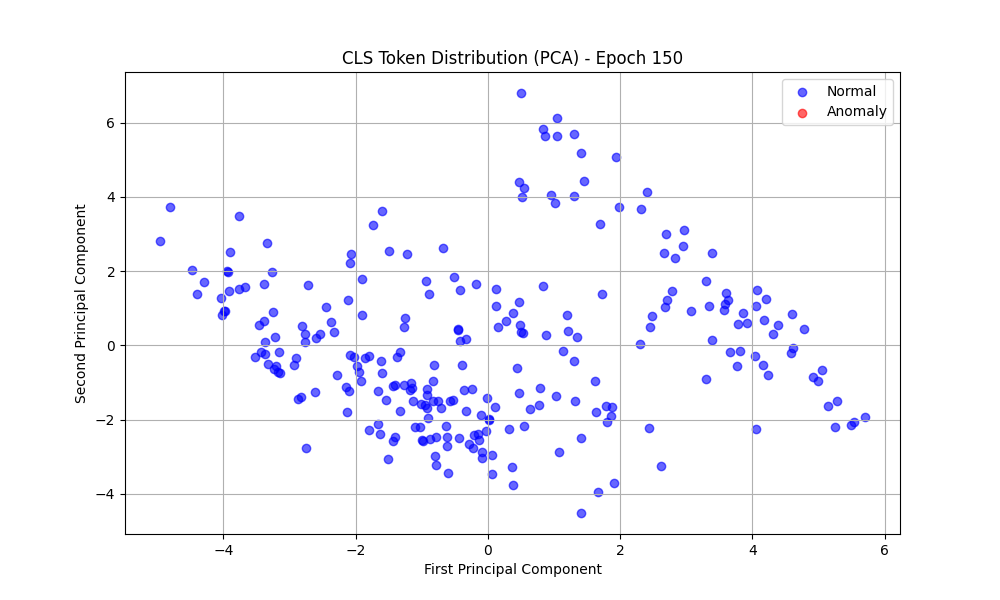 CLS Token Distribution (PCA) - Epoch 150
Normal
Anomaly
6
4
2
0
−2
−4
Second Principal Component
−4
−2
0
2
4
6
First Principal Component